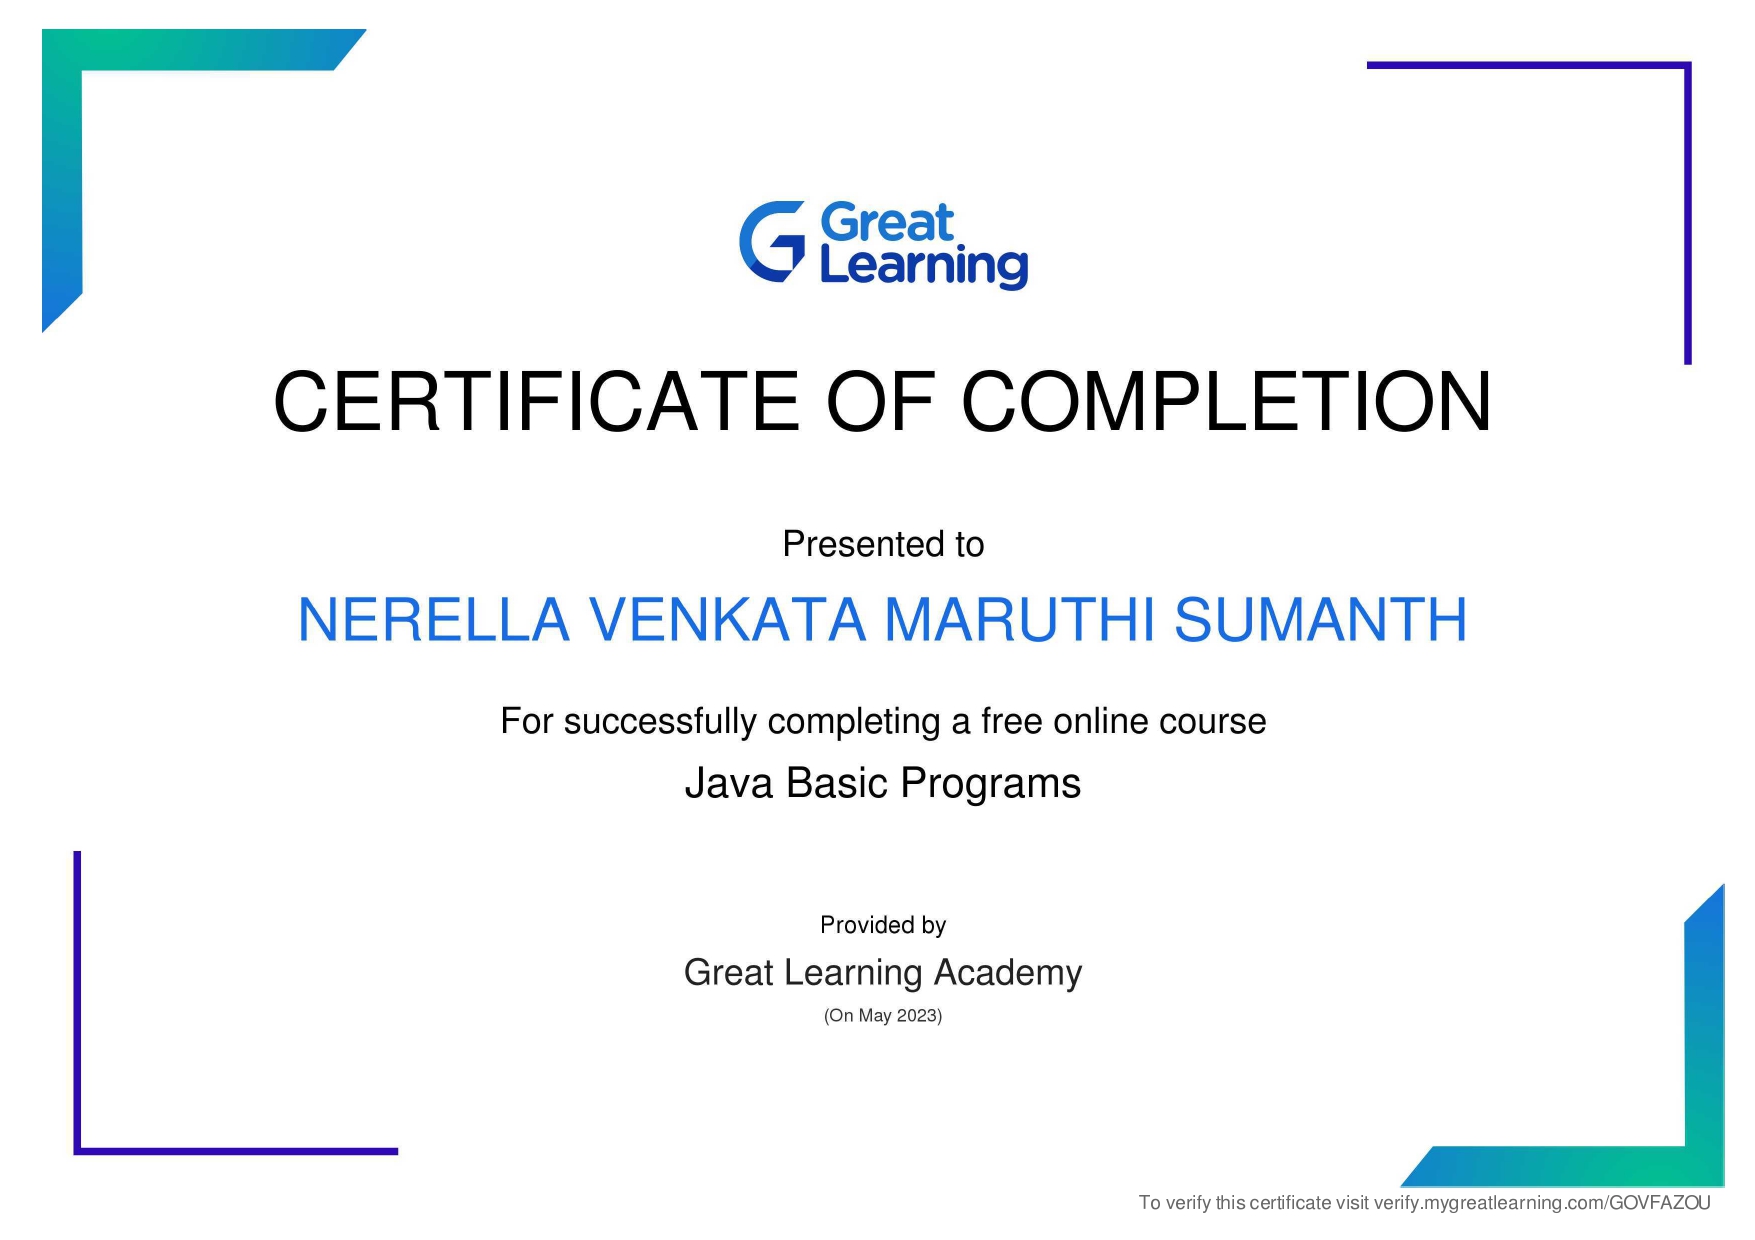 Great
Learning
CERTIFICATE OF COMPLETION
Presented to
NERELLA VENKATA MARUTHI SUMANTH
For successfully completing a free online course
Java Basic Programs
Provided by
Great Learning Academy
(On May 2023)
To verify this certificate visit verify.mygreatlearning.com/GOVFAZOU